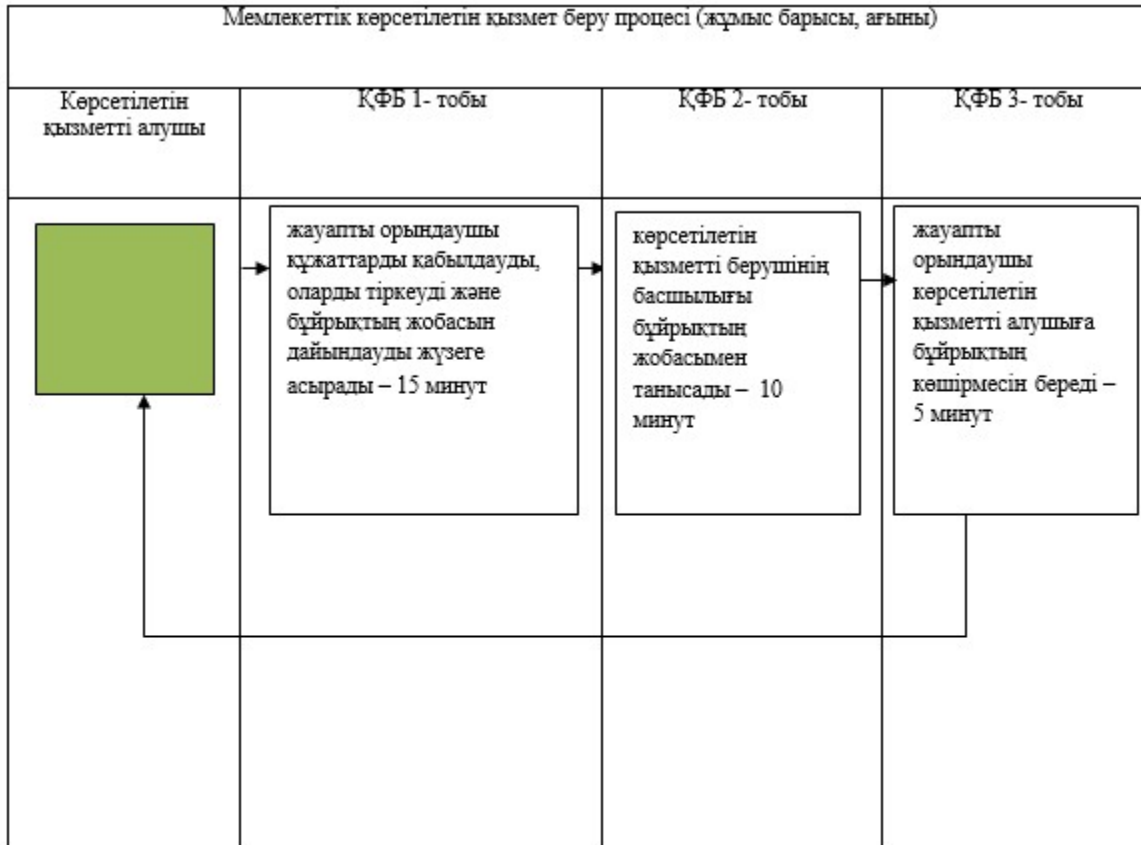 Мемлекеттік көрсетілетін қызмет беру процесі (жұмыс барысы, ағыны)
Көрсетілетін
қызметті алушы
ҚФБ 1- тобы
ҚФБ 2- тобы
ҚФБ 3- тобы
жауапты орындаушы
құжаттарды қабылдауды,
оларды тіркеуді және
бұйрықтың жобасын
дайындауды жүзеге
асырады – 15 минут
көрсетілетін
қызметті берушінің
басшылығы
бұйрықтың
жобасымен
танысады – 10
минут
жауапты
орындаушы
көрсетілетін
қызметті алушыға
бұйрықтың
көшірмесін береді –
5 минут